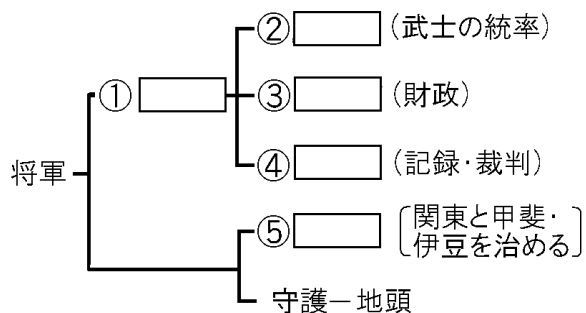 ② (武士の統率)
① ③ (財政)
④ (記録・裁判)
将軍
⑤ 〔関東と甲斐・
伊豆を治める〕
守護－地頭